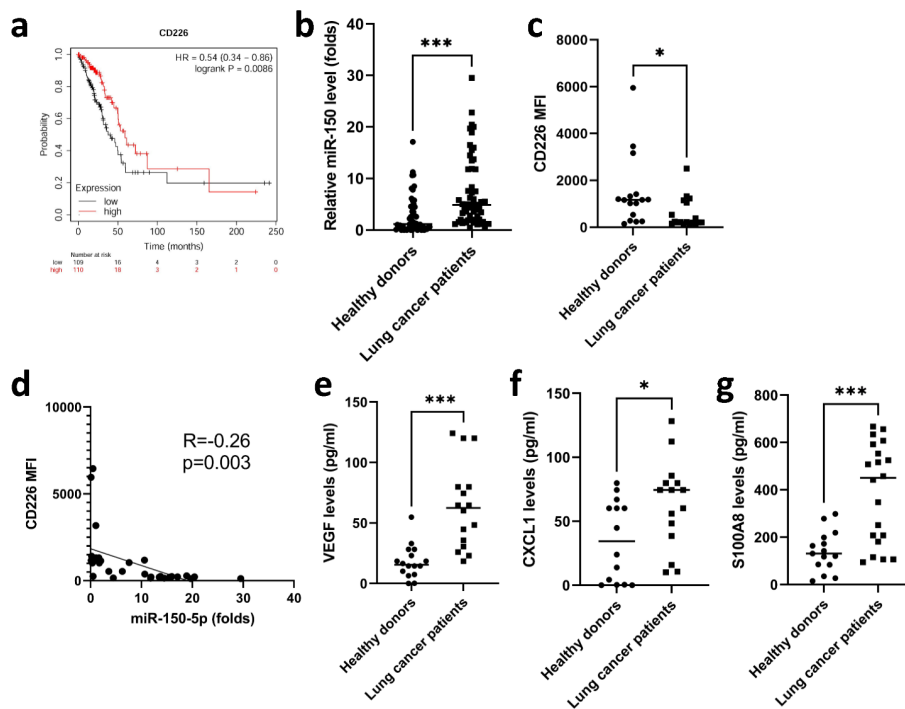 a
CD226
HR = 0.54 (0.34 − 0.86)
logrank P = 0.0086
Probability
1.0
0.8
0.6
0.4
0.2
0.0
Expression
low
high
0 50 100 150 200 250
Time (months)
Number at risk
low 109 16 4 3 2 0
high 110 18 3 2 1 0
b
Relative miR-150 level (folds)
40
30
20
10
0
***
Healthy donors
Lung cancer patients
c
CD226 MFI
8000
6000
4000
2000
0
*
Healthy donors
Lung cancer patients
d
CD226 MFI
10000
5000
0
R=-0.26
p=0.003
0 10 20 30 40
miR-150-5p (folds)
e
VEGF levels (pg/ml)
150
100
50
0
***
Healthy donors
Lung cancer patients
f
CXCL1 levels (pg/ml)
150
100
50
0
*
Healthy donors
Lung cancer patients
g
S100A8 levels (pg/ml)
800
600
400
200
0
***
Healthy donors
Lung cancer patients